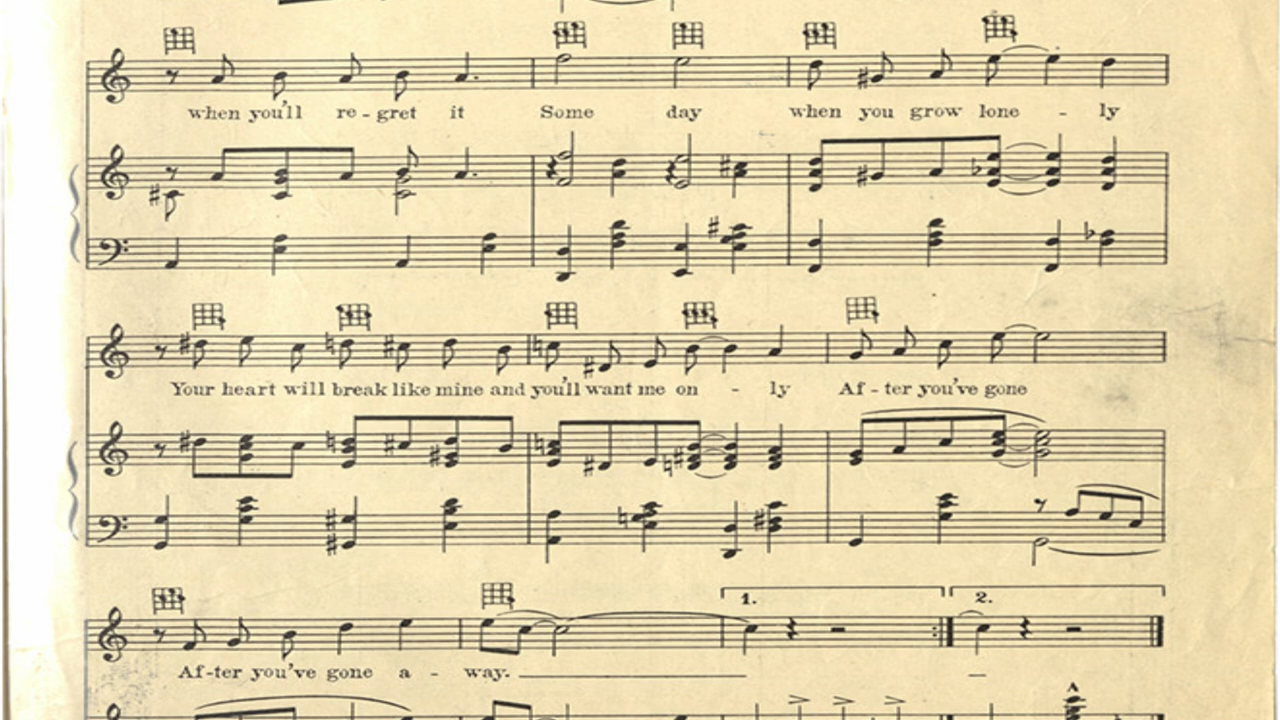 when you'll re-gret it Some day when you grow lone - ly
Your heart will break like mine and you'll want me on - ly Af-ter you've gone
1. 2.
Af-ter you've gone a - way.